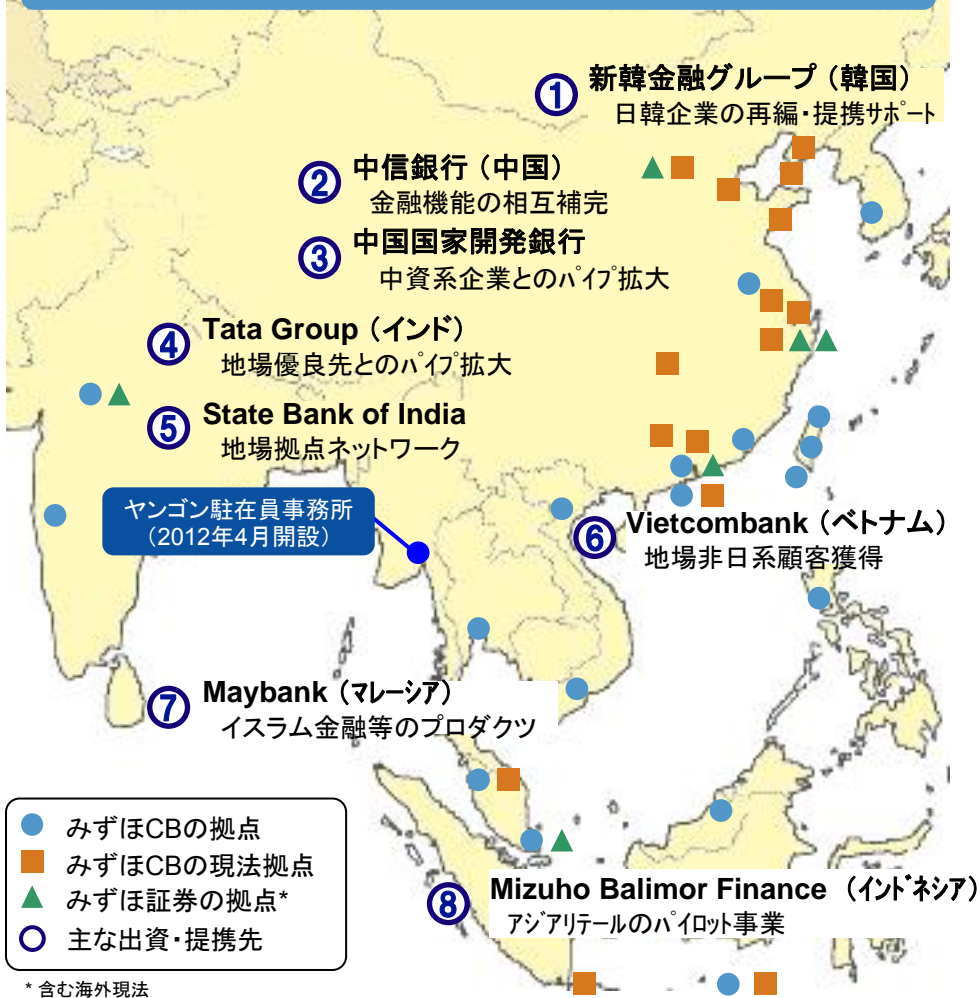 ① 新韓金融グループ（韓国）
日韓企業の再編・提携ｻﾎﾟｰﾄ
② 中信銀行（中国）
金融機能の相互補完
③ 中国国家開発銀行
中資系企業とのﾊﾟｲﾌﾟ拡大
④ Tata Group（インド）
地場優良先とのﾊﾟｲﾌﾟ拡大
⑤ State Bank of India
地場拠点ネットワーク
ヤンゴン駐在員事務所
（2012年4月開設）
⑥ Vietcombank（ベトナム）
地場非日系顧客獲得
⑦ Maybank（ﾏﾚｰｼｱ）
イスラム金融等のプロダクツ
⑧ Mizuho Balimor Finance （ｲﾝﾄﾞﾈｼｱ）
ｱｼﾞｱﾘﾃｰﾙのﾊﾟｲﾛｯﾄ事業
みずほCBの拠点
みずほCBの現法拠点
みずほ証券の拠点*
主な出資・提携先
* 含む海外現法